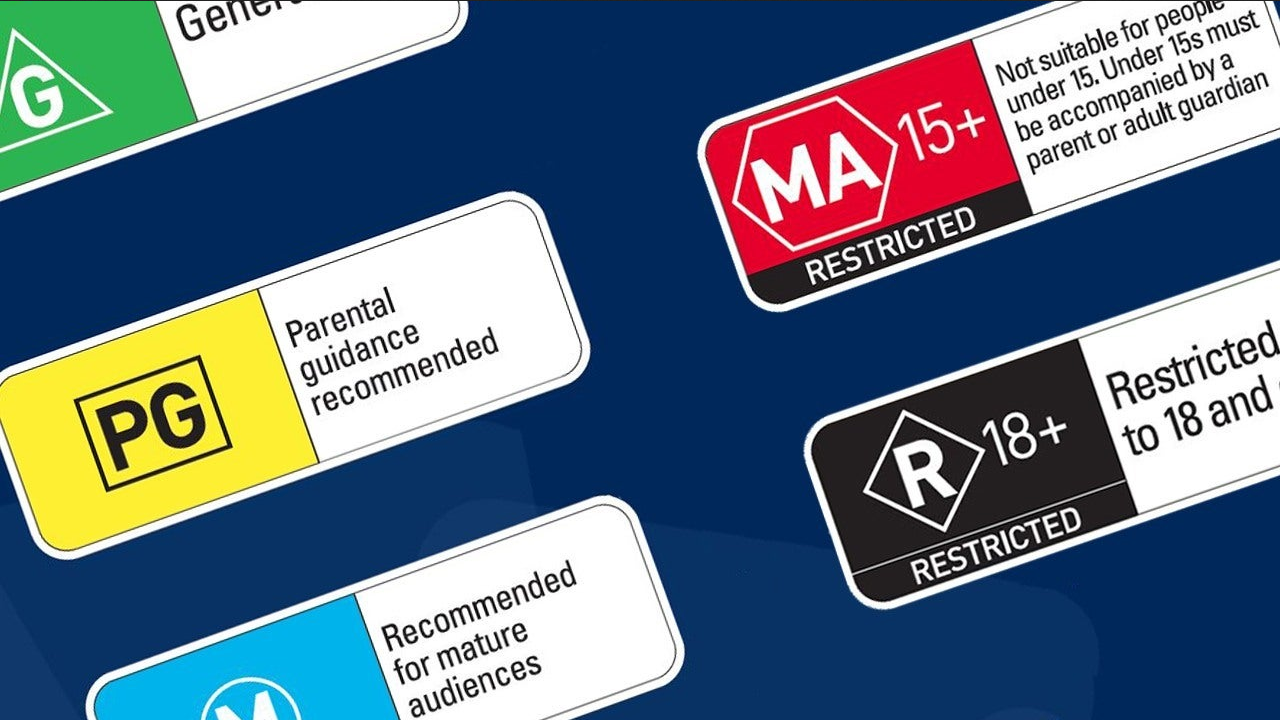 G
PG
Parental
guidance
recommended
M
Recommended
for mature
audiences
MA 15+
RESTRICTED
Not suitable for people
under 15. Under 15s must
be accompanied by a
parent or adult guardian
R 18+
RESTRICTED
Restricted
to 18 and